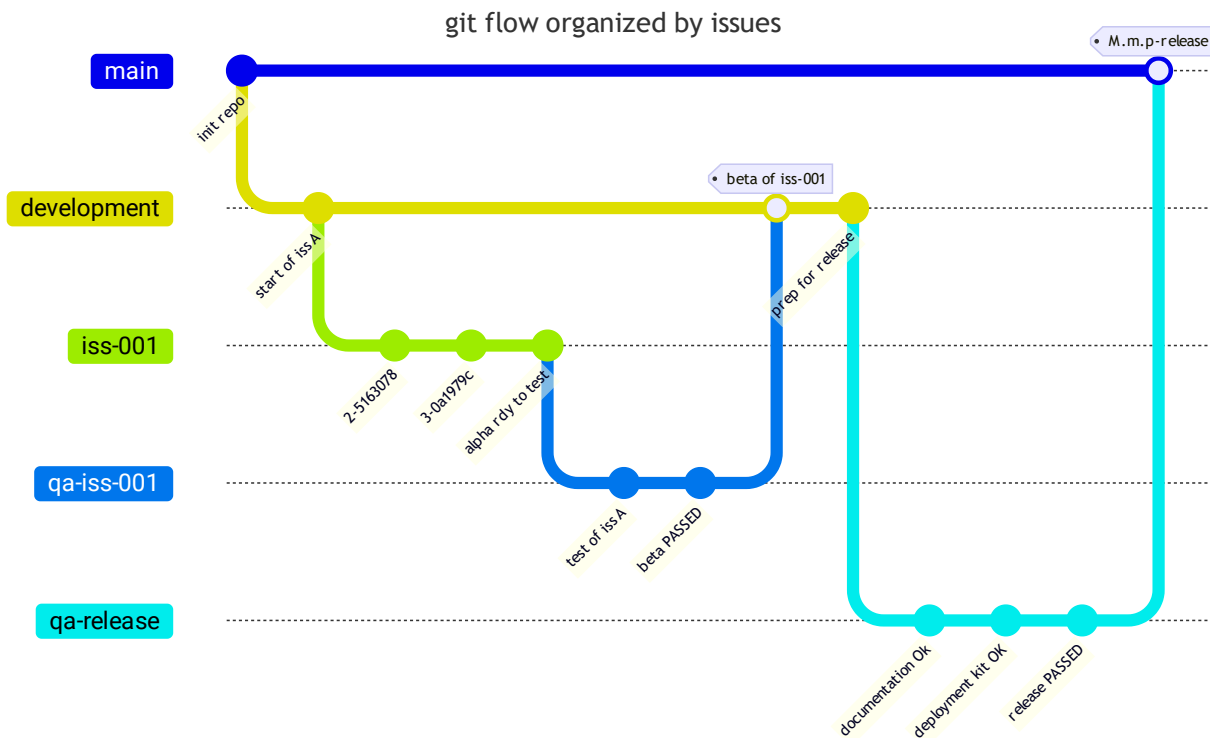 git flow organized by issues
M.m.p-release
main
init repo
beta of iss-001
development
start of iss A
prep for release
iss-001
2-5163078
3-0a1979c
alpha rdy to test
qa-iss-001
test of iss A
beta PASSED
qa-release
documentation Ok
deployment kit OK
release PASSED